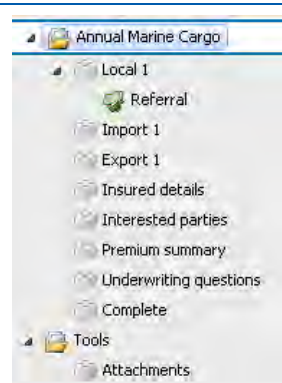 Annual Marine Cargo
Local 1
Referral
Import 1
Export 1
Insured details
Interested parties
Premium summary
Underwriting questions
Complete
Tools
Attachments